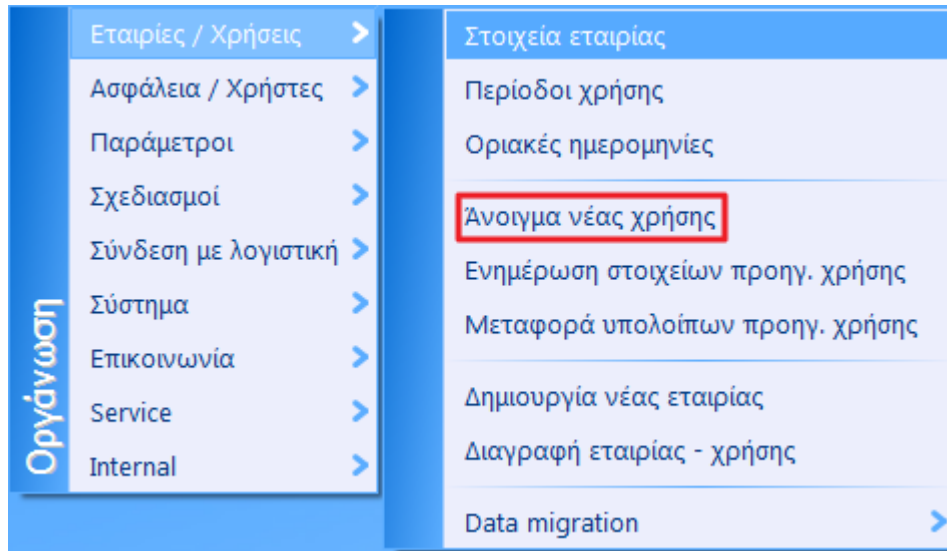 Οργάνωση
Εταιρίες / Χρήσεις
Ασφάλεια / Χρήστες
Παράμετροι
Σχεδιασμοί
Σύνδεση με λογιστική
Σύστημα
Επικοινωνία
Service
Internal
Στοιχεία εταιρίας
Περίοδοι χρήσης
Οριακές ημερομηνίες
Άνοιγμα νέας χρήσης
Ενημέρωση στοιχείων προηγ. χρήσης
Μεταφορά υπολοίπων προηγ. χρήσης
Δημιουργία νέας εταιρίας
Διαγραφή εταιρίας - χρήσης
Data migration